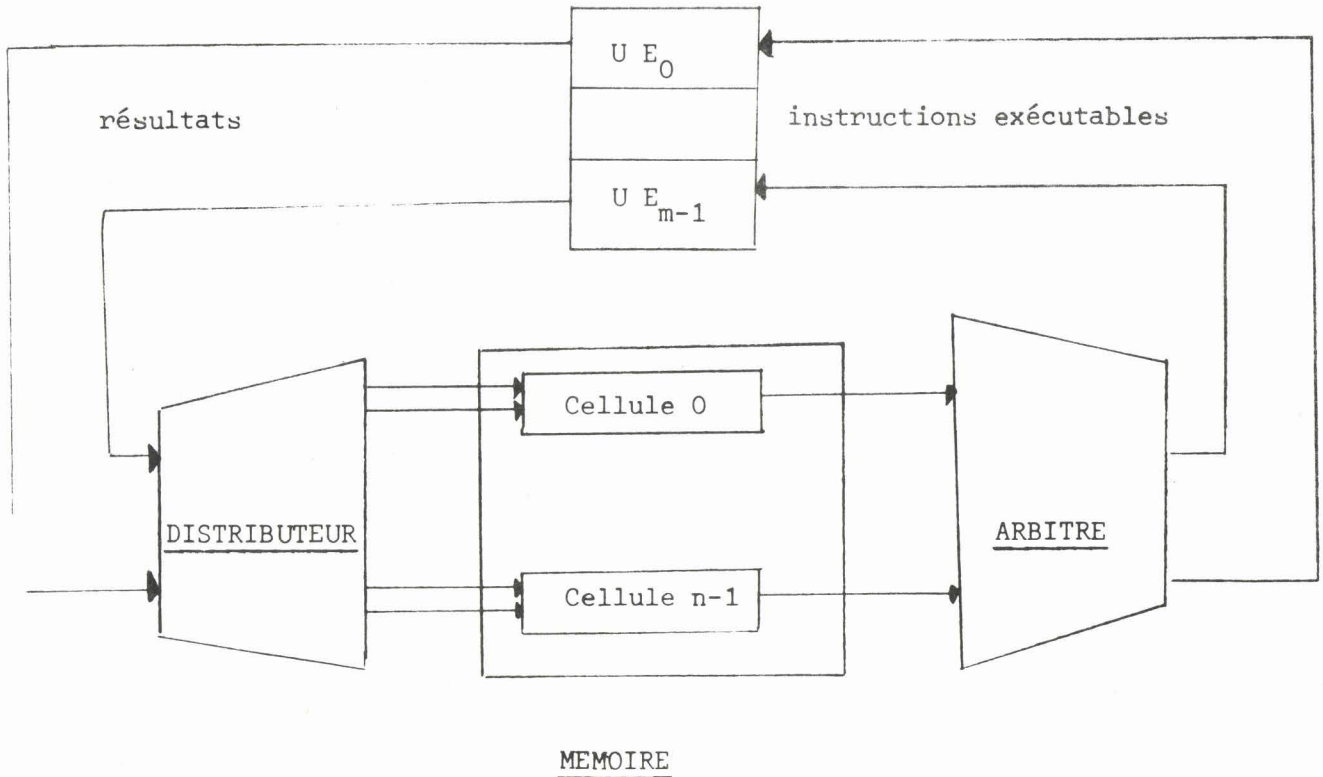 U E0
résultats
instructions exécutables
U Em-1
Cellule 0
DISTRIBUTEUR
ARBITRE
Cellule n-1
MEMOIRE